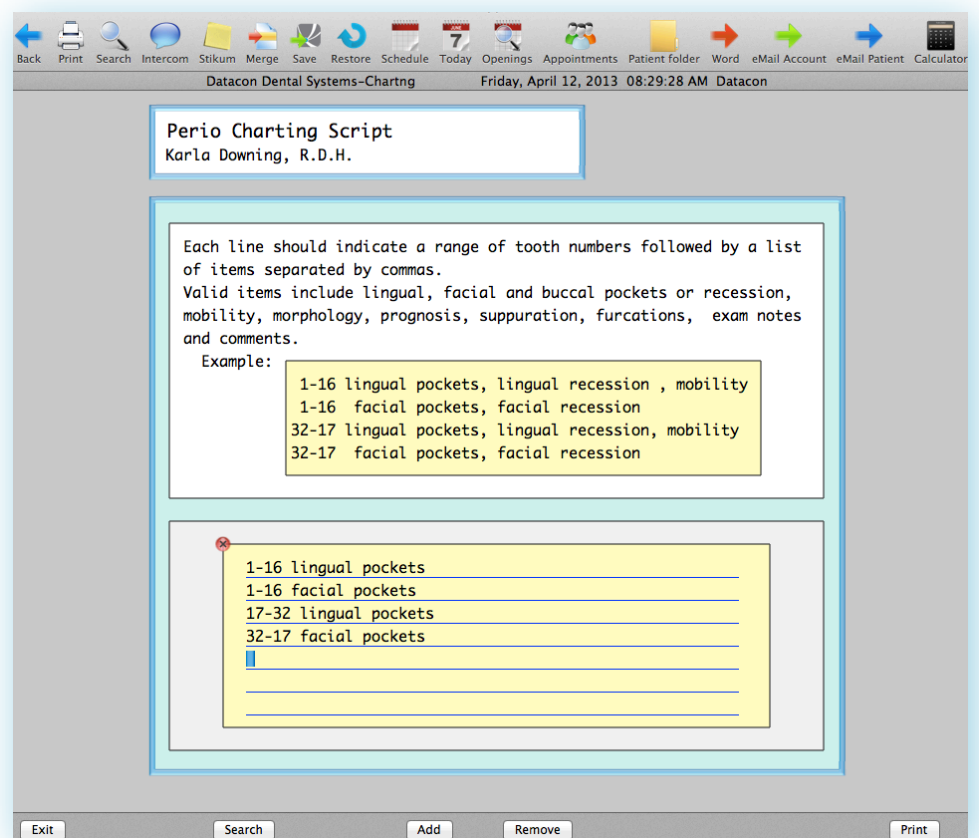 Back Print Search Intercom Stikum Merge Save Restore Schedule Today Openings Appointments Patient folder Word eMail Account eMail Patient Calculator
JUNE
7
Datacon Dental Systems-Chartng Friday, April 12, 2013 08:29:28 AM Datacon
Perio Charting Script
Karla Downing, R.D.H.
Each line should indicate a range of tooth numbers followed by a list
of items separated by commas.
Valid items include lingual, facial and buccal pockets or recession,
mobility, morphology, prognosis, suppuration, furcations, exam notes
and comments.
Example:
1-16 lingual pockets, lingual recession , mobility
1-16 facial pockets, facial recession
32-17 lingual pockets, lingual recession, mobility
32-17 facial pockets, facial recession
1-16 lingual pockets
1-16 facial pockets
17-32 lingual pockets
32-17 facial pockets
Exit Search Add Remove Print